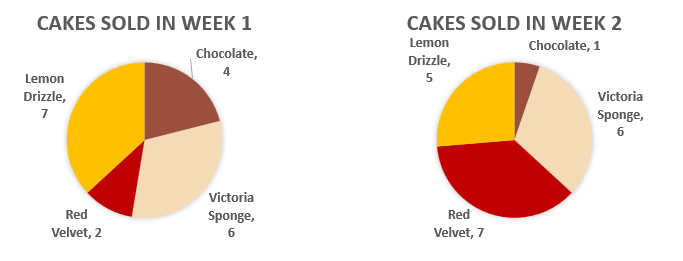 CAKES SOLD IN WEEK 1
Chocolate,
4
Lemon
Drizzle,
7
Victoria
Sponge,
6
Red
Velvet, 2
CAKES SOLD IN WEEK 2
Lemon
Drizzle,
5
Chocolate, 1
Victoria
Sponge,
6
Red
Velvet, 7